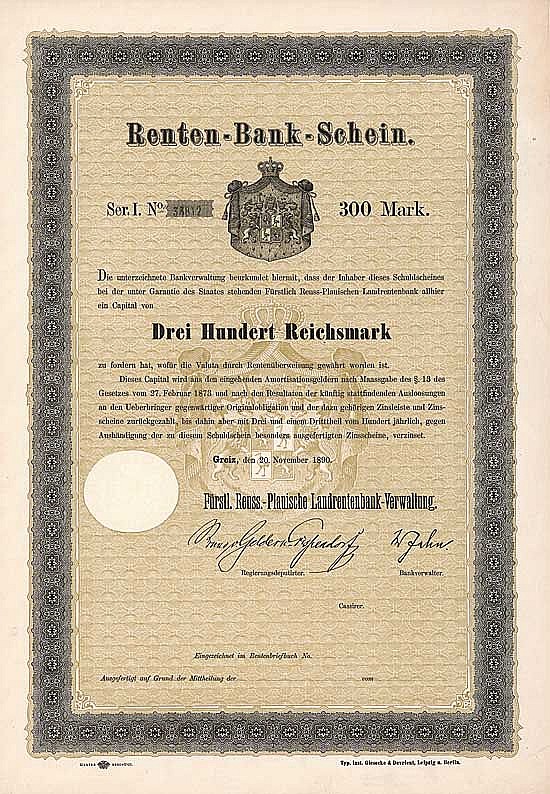 Renten-Bank-Schein.
Ser. I. No. 34812 300 Mark.
Die unterzeichnete Bankverwaltung beurkundet hiermit, dass der Inhaber dieses Schuldscheines
bei der unter Garantie des Staates stehenden Fürstlich Reuss-Plauischen Landrentenbank allhier
ein Capital von
Drei Hundert Reichsmark
zu fordern hat, wofür die Valuta durch Rentenüberweisung gewährt worden ist.
Dieses Capital wird aus den eingehenden Amortisationsgeldern nach Maassgabe des §. 13 des
Gesetzes vom 27. Februar 1873 und nach den Resultaten der künftig stattfindenden Ausloosungen
an den Ueberbringer gegenwärtiger Originalobligation und der dazu gehörigen Zinsleiste und Zins-
scheine zurückgezahlt, bis dahin aber mit Drei und einem Dritttheil vom Hundert jährlich, gegen
Aushändigung der zu diesem Schuldschein besonders ausgefertigten Zinsscheine, verzinset.
Greiz, den 20. November 1890.
Fürstl. Reuss.-Plauische Landrentenbank-Verwaltung.
Regierungsdeputirter. Bankverwalter.
Cassirer.
Eingezeichnet im Rentenbriefbuch No.
Ausgefertigt auf Grund der Mittheilung der vom
Typ. Inst. Giesecke & Devrient, Leipzig u. Berlin.